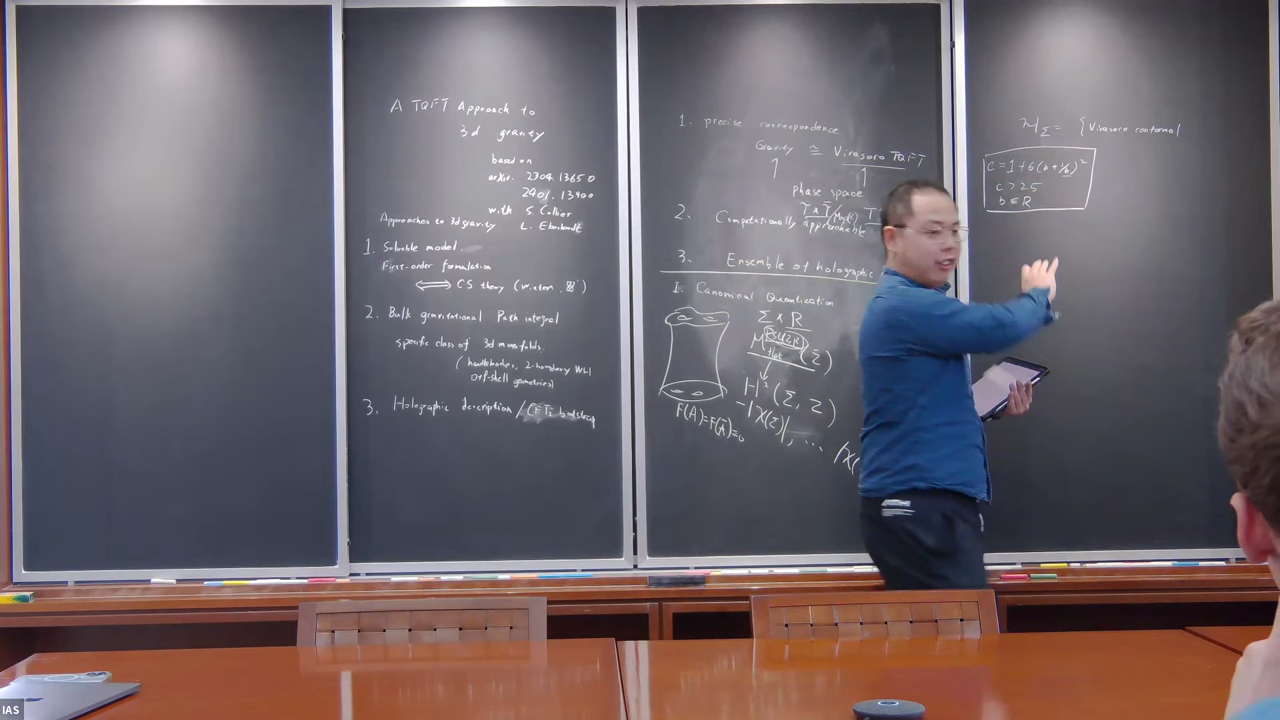 A TQFT Approach to
3d gravity
based on
arXiv. 2304.13650
2401.13900
with S. Collier
L. Eberhardt
Approaches to 3d gravity
1. Solvable model
First-order formulation
⟺ CS theory (Witten '88)
2. Bulk gravitational Path integral
specific class of 3d manifolds.
(handlebodies, 2-boundary WH
off-shell geometries)
3. Holographic description / CFT2 bootstrap
1. precise correspondence
Gravity ≅ Virasoro TQFT
↑ ↑
phase space
2. Computationally approachable
3. Ensemble of holographic
I. Canonical Quantization
Σ × R
flat (Σ)
H² (Σ, Z)
-|χ(Σ)|, ...
F(A)=F(Ā)=0
H_Σ = {Virasoro conformal
c = 1+6(b+1/b)²
c > 25
b ∈ R
IAS